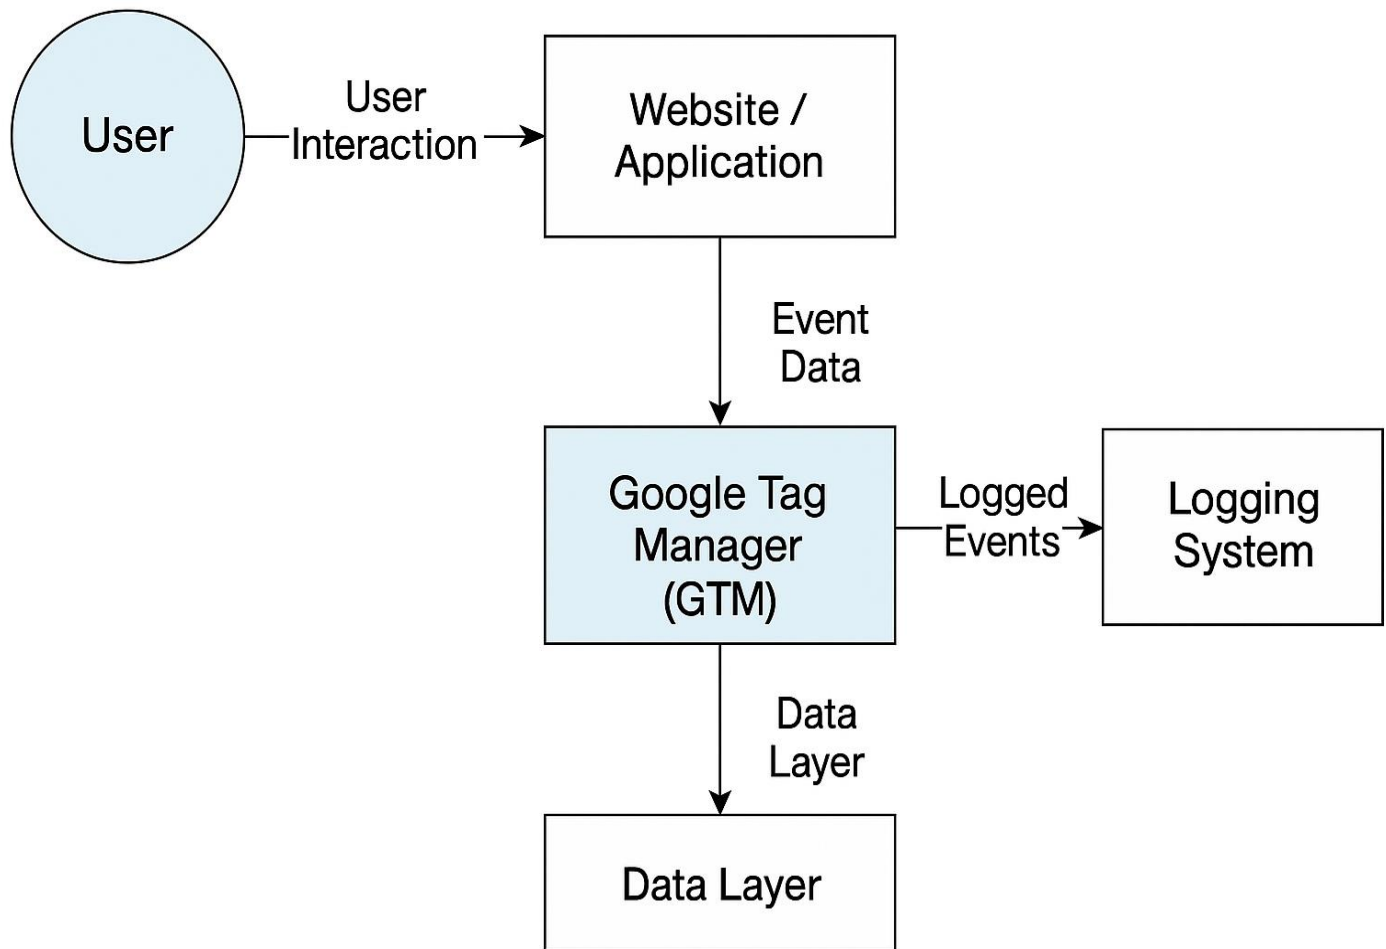 User
User
Interaction
Website /
Application
Event
Data
Google Tag
Manager
(GTM)
Logged
Events
Logging
System
Data
Layer
Data Layer